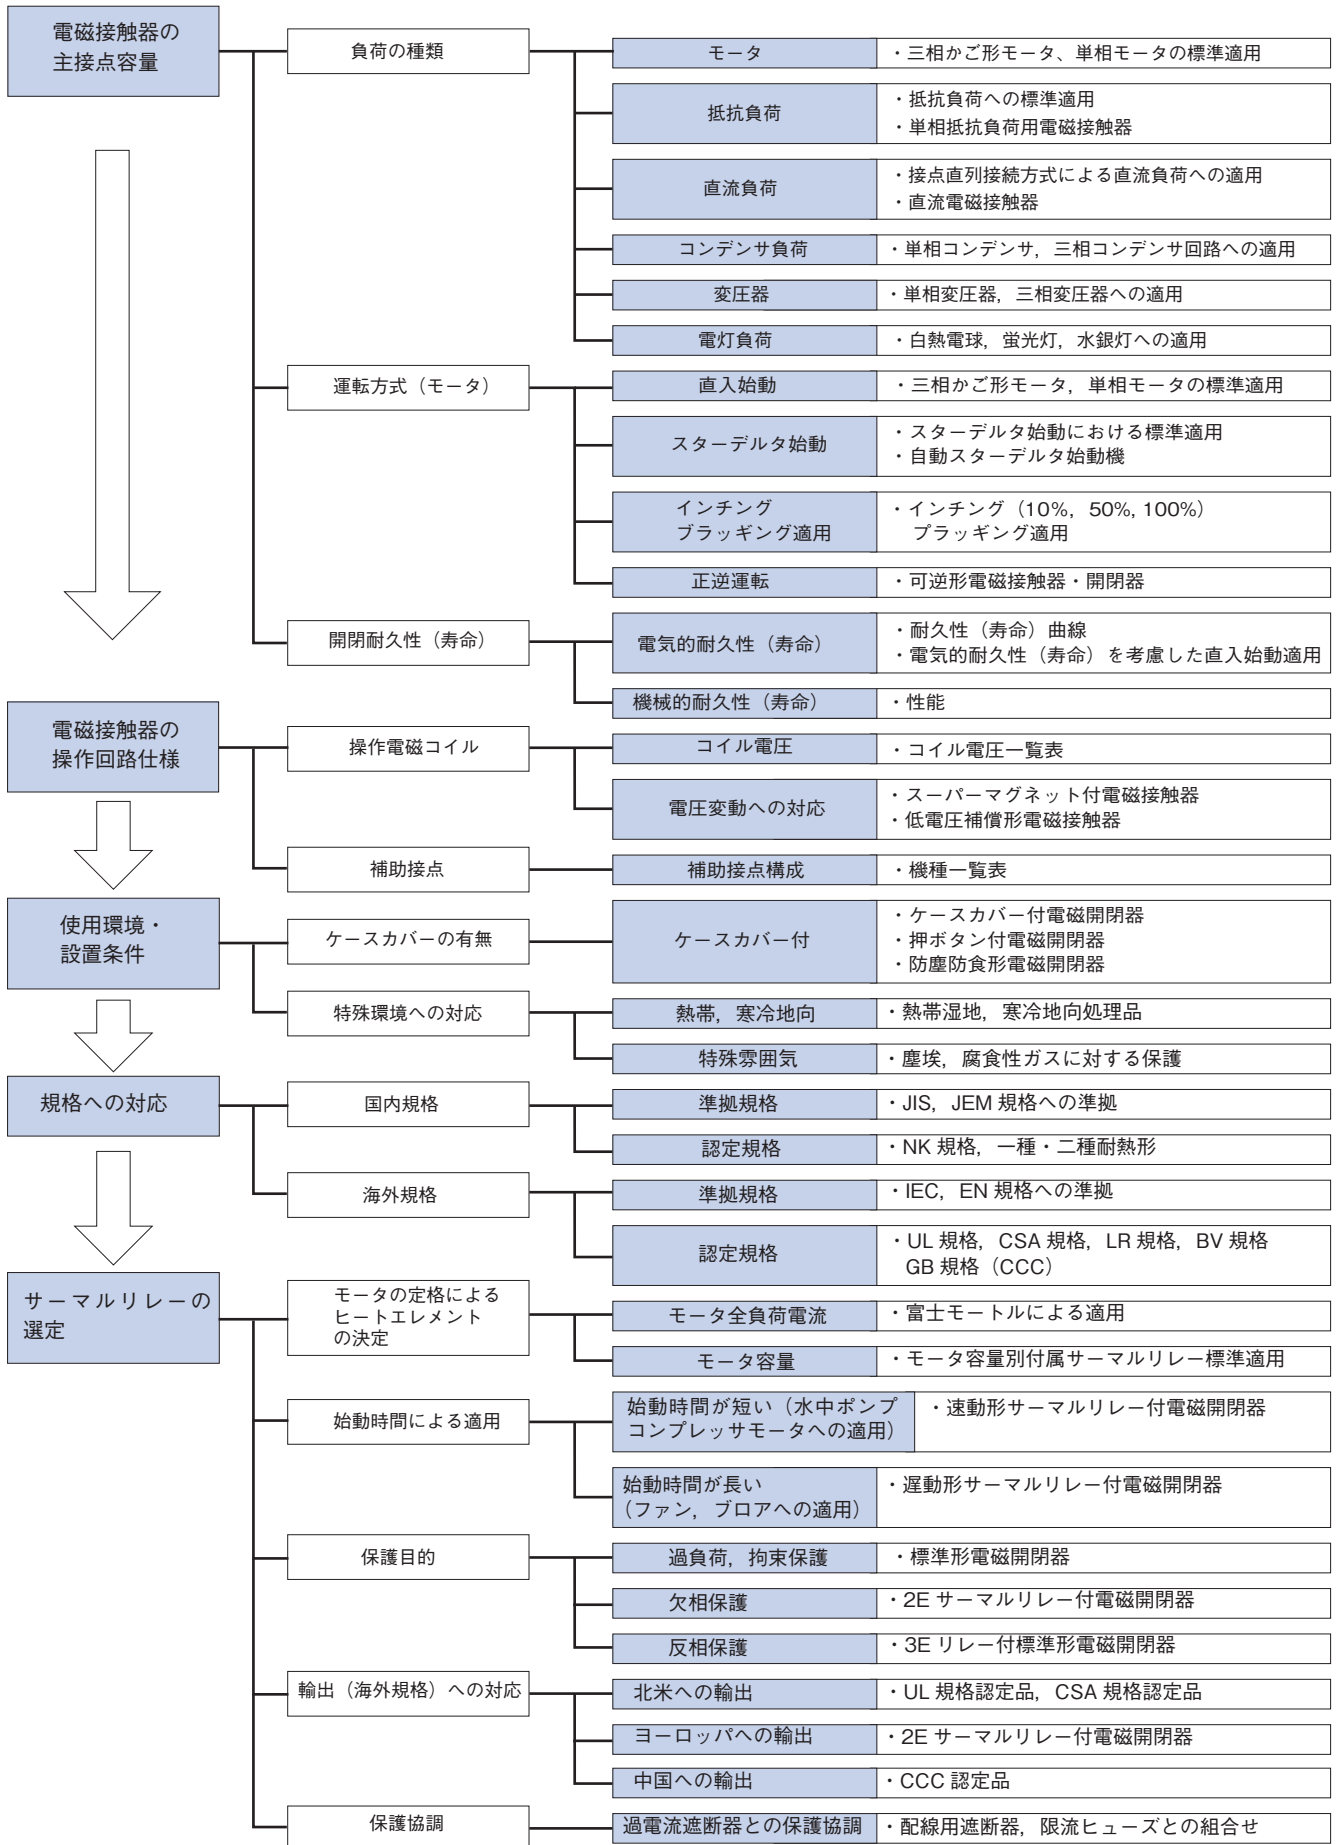 電磁接触器の
主接点容量
負荷の種類
モータ
・三相かご形モータ、単相モータの標準適用
抵抗負荷
・抵抗負荷への標準適用
・単相抵抗負荷用電磁接触器
直流負荷
・接点直列接続方式による直流負荷への適用
・直流電磁接触器
コンデンサ負荷
・単相コンデンサ，三相コンデンサ回路への適用
変圧器
・単相変圧器，三相変圧器への適用
電灯負荷
・白熱電球，蛍光灯，水銀灯への適用
運転方式（モータ）
直入始動
・三相かご形モータ，単相モータの標準適用
スターデルタ始動
・スターデルタ始動における標準適用
・自動スターデルタ始動機
インチング
プラッギング適用
・インチング（10%，50%, 100%）
プラッギング適用
正逆運転
・可逆形電磁接触器・開閉器
開閉耐久性（寿命）
電気的耐久性（寿命）
・耐久性（寿命）曲線
・電気的耐久性（寿命）を考慮した直入始動適用
機械的耐久性（寿命）
・性能
電磁接触器の
操作回路仕様
操作電磁コイル
コイル電圧
・コイル電圧一覧表
電圧変動への対応
・スーパーマグネット付電磁接触器
・低電圧補償形電磁接触器
補助接点
補助接点構成
・機種一覧表
使用環境・
設置条件
ケースカバーの有無
ケースカバー付
・ケースカバー付電磁開閉器
・押ボタン付電磁開閉器
・防塵防食形電磁開閉器
特殊環境への対応
熱帯，寒冷地向
・熱帯湿地，寒冷地向処理品
特殊雰囲気
・塵埃，腐食性ガスに対する保護
規格への対応
国内規格
準拠規格
・JIS，JEM 規格への準拠
認定規格
・NK 規格，一種・二種耐熱形
海外規格
準拠規格
・IEC，EN 規格への準拠
認定規格
・UL 規格，CSA 規格，LR 規格，BV 規格
GB 規格（CCC）
サーマルリレーの
選定
モータの定格による
ヒートエレメント
の決定
モータ全負荷電流
・富士モートルによる適用
モータ容量
・モータ容量別付属サーマルリレー標準適用
始動時間による適用
始動時間が短い（水中ポンプ
コンプレッサモータへの適用）
・速動形サーマルリレー付電磁開閉器
始動時間が長い
（ファン，ブロアへの適用）
・遅動形サーマルリレー付電磁開閉器
保護目的
過負荷，拘束保護
・標準形電磁開閉器
欠相保護
・2E サーマルリレー付電磁開閉器
反相保護
・3E リレー付標準形電磁開閉器
輸出（海外規格）への対応
北米への輸出
・UL 規格認定品，CSA 規格認定品
ヨーロッパへの輸出
・2E サーマルリレー付電磁開閉器
中国への輸出
・CCC 認定品
保護協調
過電流遮断器との保護協調
・配線用遮断器，限流ヒューズとの組合せ